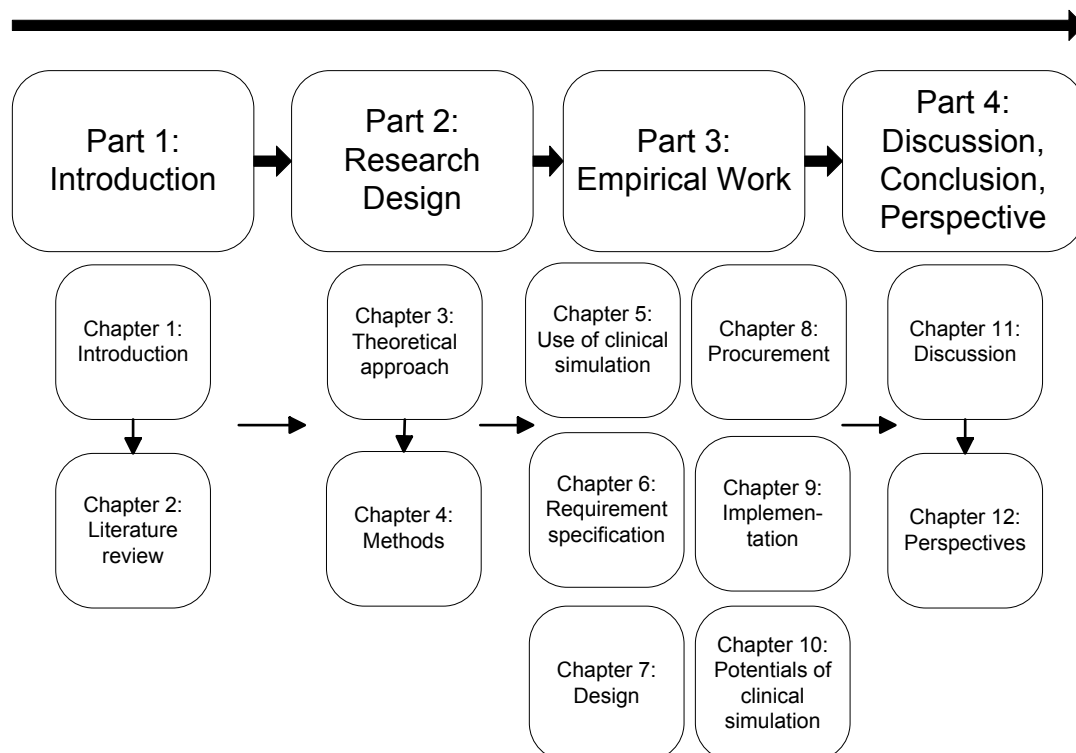 Part 1:
Introduction
Part 2:
Research
Design
Part 3:
Empirical Work
Part 4:
Discussion,
Conclusion,
Perspective
Chapter 1:
Introduction
Chapter 2:
Literature
review
Chapter 3:
Theoretical
approach
Chapter 4:
Methods
Chapter 5:
Use of clinical
simulation
Chapter 6:
Requirement
specification
Chapter 7:
Design
Chapter 8:
Procurement
Chapter 9:
Implemen-
tation
Chapter 10:
Potentials of
clinical
simulation
Chapter 11:
Discussion
Chapter 12:
Perspectives